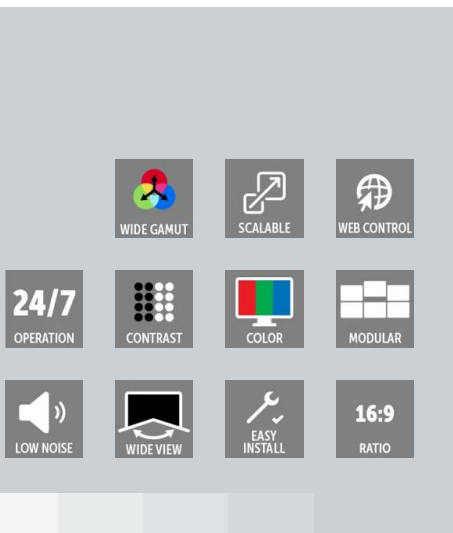 WIDE GAMUT
SCALABLE
WEB CONTROL
24/7
OPERATION
CONTRAST
COLOR
MODULAR
LOW NOISE
WIDE VIEW
EASY
INSTALL
16:9
RATIO